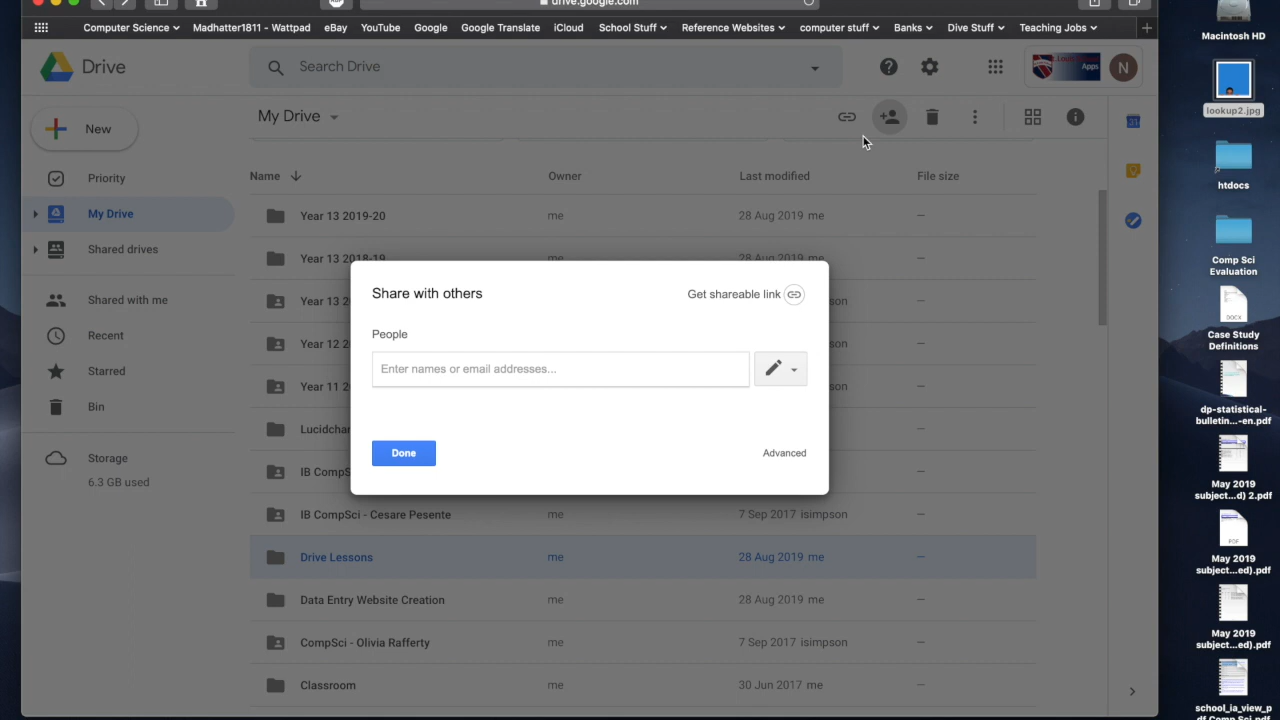 drive.google.com
Computer Science Madhatter1811 - Wattpad eBay YouTube Google Google Translate iCloud School Stuff Reference Websites computer stuff Banks Dive Stuff Teaching Jobs
Drive
Search Drive
Apps
N
New
My Drive
31
Priority
My Drive
Shared drives
Shared with me
Recent
Starred
Bin
Storage
6.3 GB used
Name Owner Last modified File size
Year 13 2019-20 me 28 Aug 2019 me —
Year 13 2018-19 me 28 Aug 2019 me —
Year 13 —
Year 12 —
Year 11 —
—
IB CompS —
IB CompSci - Cesare Pesente me 7 Sep 2017 isimpson —
Drive Lessons me 28 Aug 2019 me —
Data Entry Website Creation me 28 Aug 2019 me —
CompSci - Olivia Rafferty me 7 Sep 2017 isimpson —
Classroom me 30 Jun 2017 me —
Share with others
Get shareable link
People
Enter names or email addresses...
Done
Advanced
Macintosh HD
lookup2.jpg
htdocs
Comp Sci
Evaluation
DOCX
Case Study
Definitions
dp-statistical-
bulletin...-en.pdf
May 2019
subject...d) 2.pdf
PDF
May 2019
subject...ed).pdf
May 2019
subject...ed).pdf
school_ia_view_p
df Comp Sci.pdf